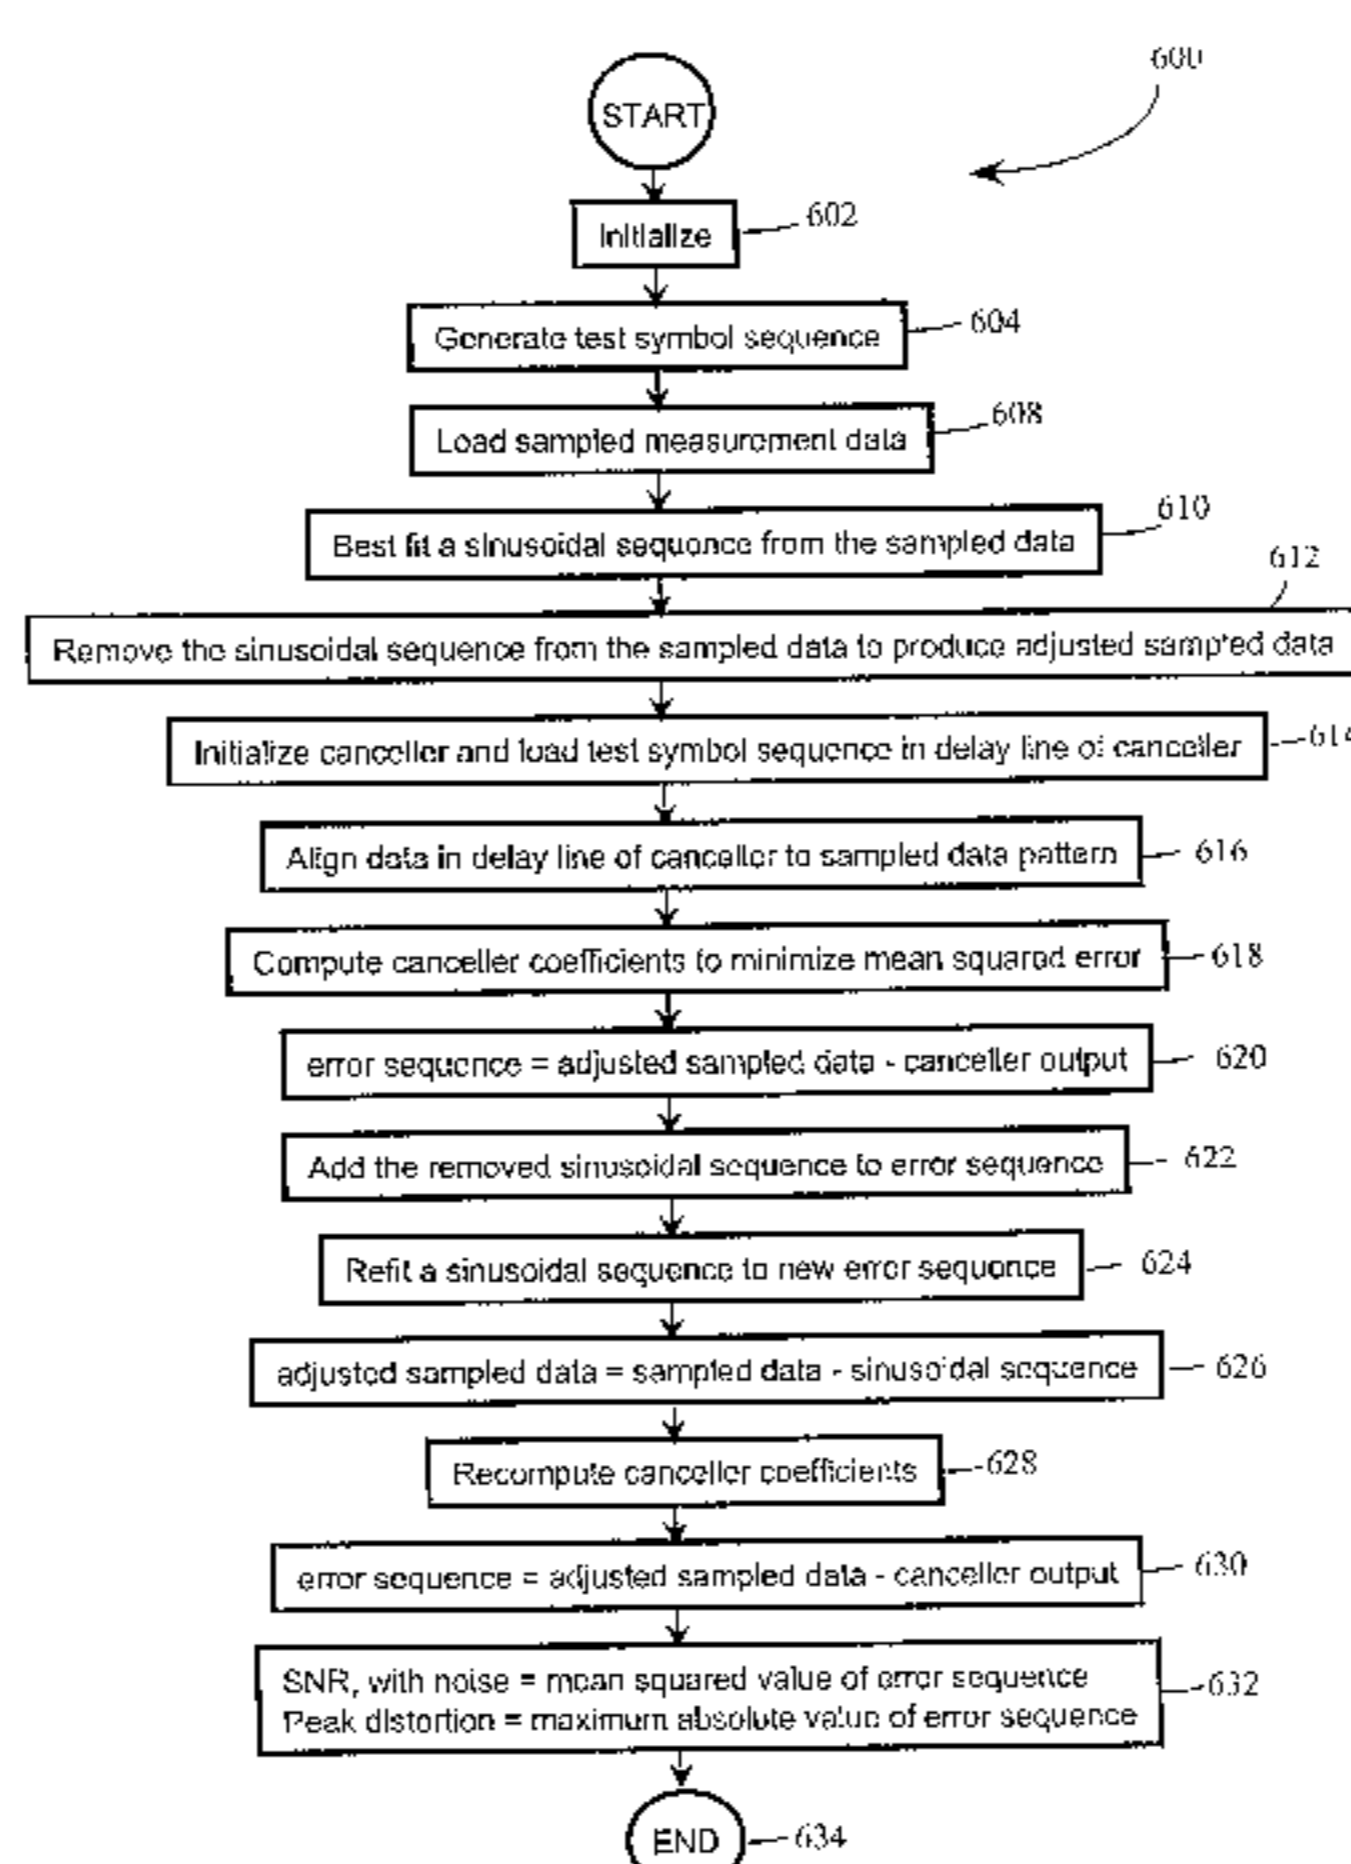 600
START
Initialize
602
Generate test symbol sequence
604
Load sampled measurement data
608
Best fit a sinusoidal sequence from the sampled data
610
612
Remove the sinusoidal sequence from the sampled data to produce adjusted sampled data
Initialize canceller and load test symbol sequence in delay line of canceller
614
Align data in delay line of canceller to sampled data pattern
616
Compute canceller coefficients to minimize mean squared error
618
error sequence = adjusted sampled data - canceller output
620
Add the removed sinusoidal sequence to error sequence
622
Refit a sinusoidal sequence to new error sequence
624
adjusted sampled data = sampled data - sinusoidal sequence
626
Recompute canceller coefficients
628
error sequence = adjusted sampled data - canceller output
630
SNR, with noise = mean squared value of error sequence
Peak distortion = maximum absolute value of error sequence
632
END
634